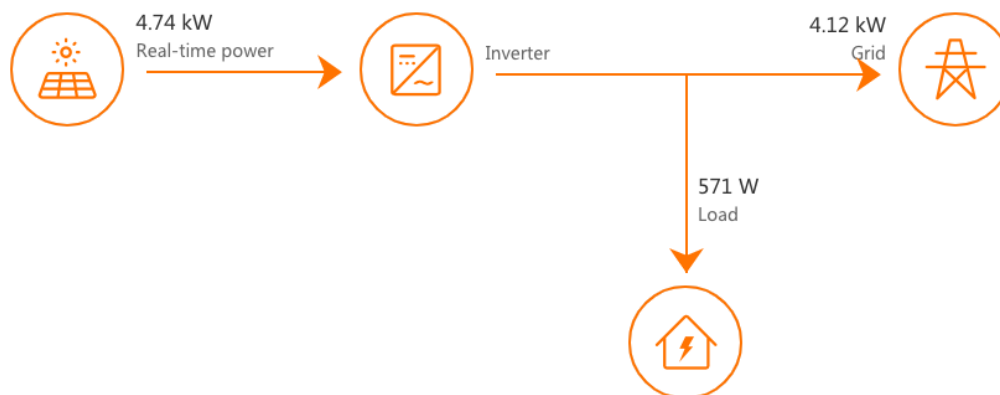 4.74 kW
Real-time power
Inverter
4.12 kW
Grid
571 W
Load